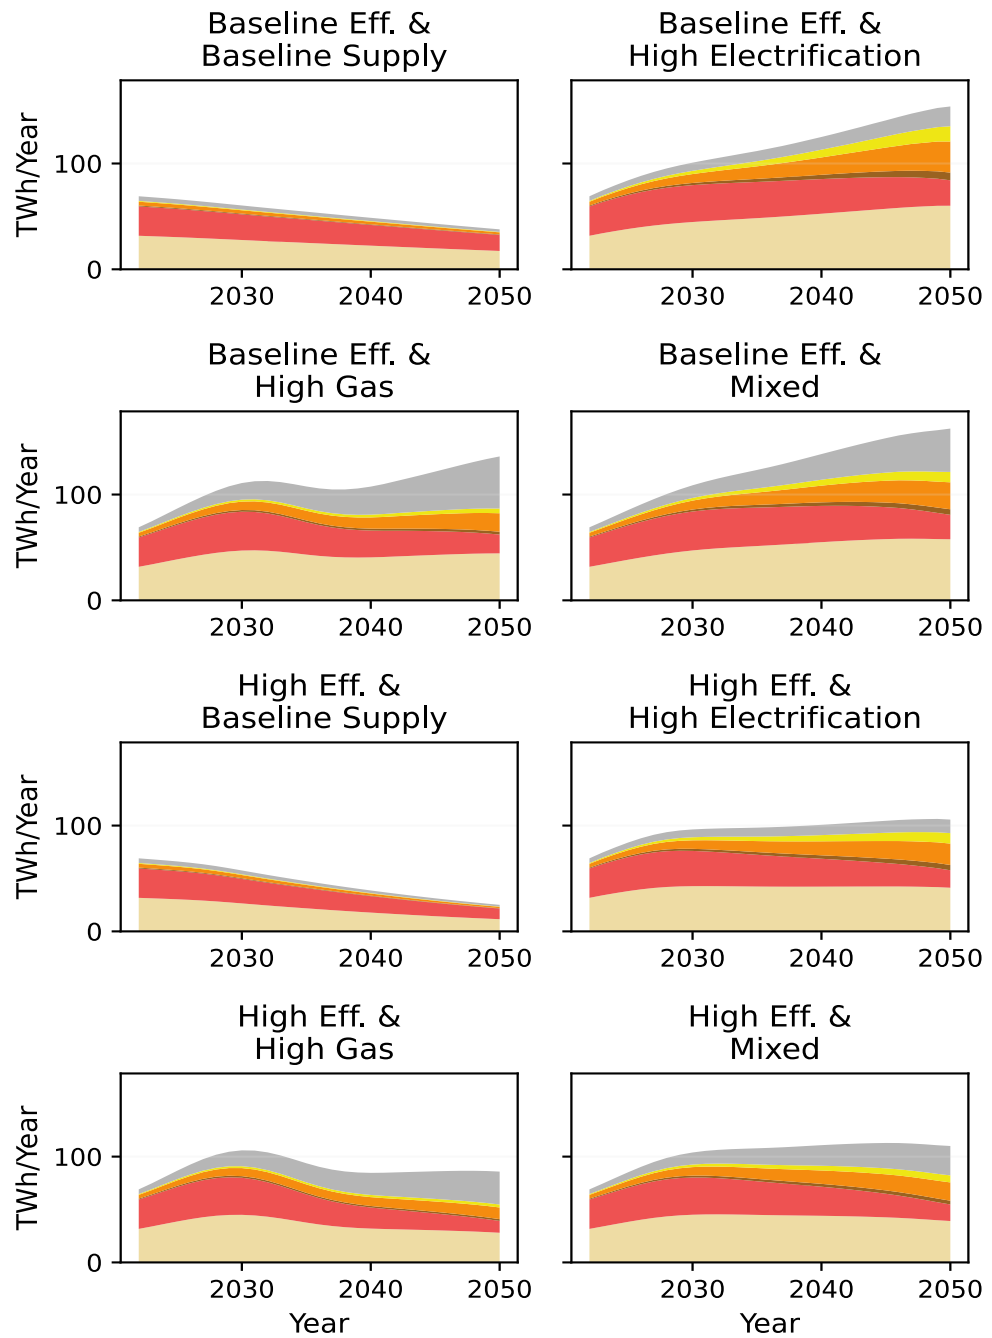 Baseline Eff. &
Baseline Supply
Baseline Eff. &
High Electrification
TWh/Year
100
0
2030 2040 2050
2030 2040 2050
Baseline Eff. &
High Gas
Baseline Eff. &
Mixed
TWh/Year
100
0
2030 2040 2050
2030 2040 2050
High Eff. &
Baseline Supply
High Eff. &
High Electrification
TWh/Year
100
0
2030 2040 2050
2030 2040 2050
High Eff. &
High Gas
High Eff. &
Mixed
TWh/Year
100
0
2030 2040 2050
Year
2030 2040 2050
Year